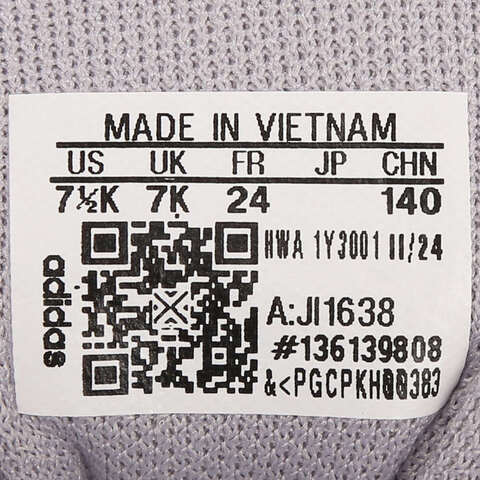 MADE IN VIETNAM
US UK FR JP CHN
7½K 7K 24 140
adidas
HWA 1Y3001 11/24
A:JI1638
#136139808
&<PGCPKH00383